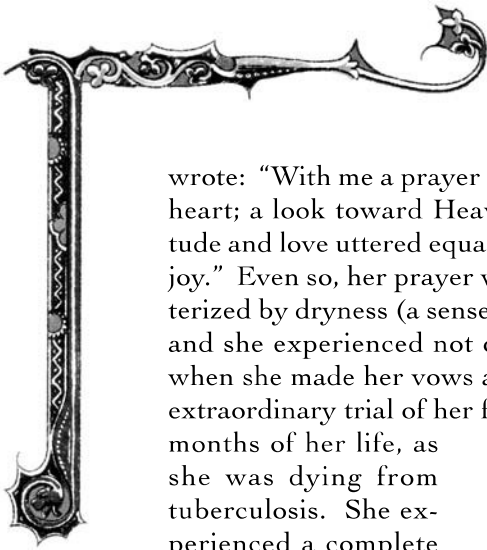 wrote: “With me a prayer
heart; a look toward Heav
tude and love uttered equa
joy.” Even so, her prayer w
terized by dryness (a sense
and she experienced not
when she made her vows a
extraordinary trial of her f
months of her life, as
she was dying from
tuberculosis. She ex-
perienced a complete